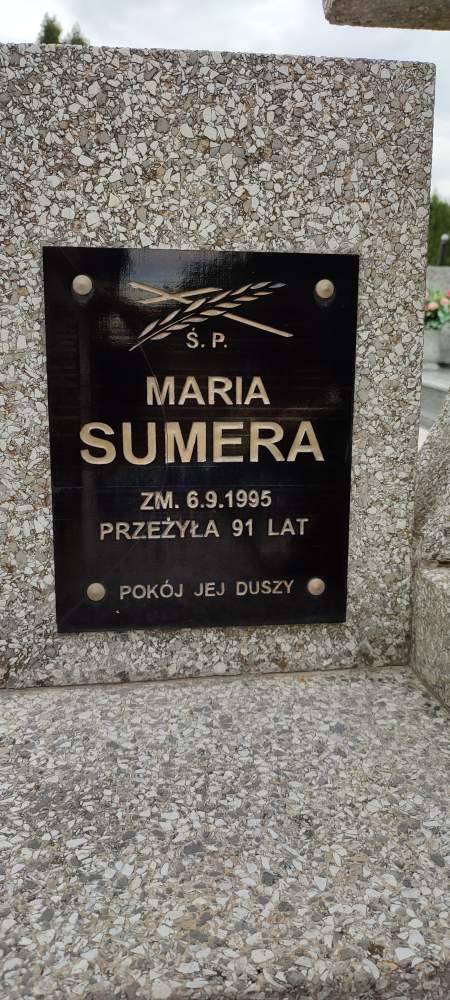 Ś. P.
MARIA
SUMERA
ZM. 6.9.1995
PRZEŻYŁA 91 LAT
POKÓJ JEJ DUSZY